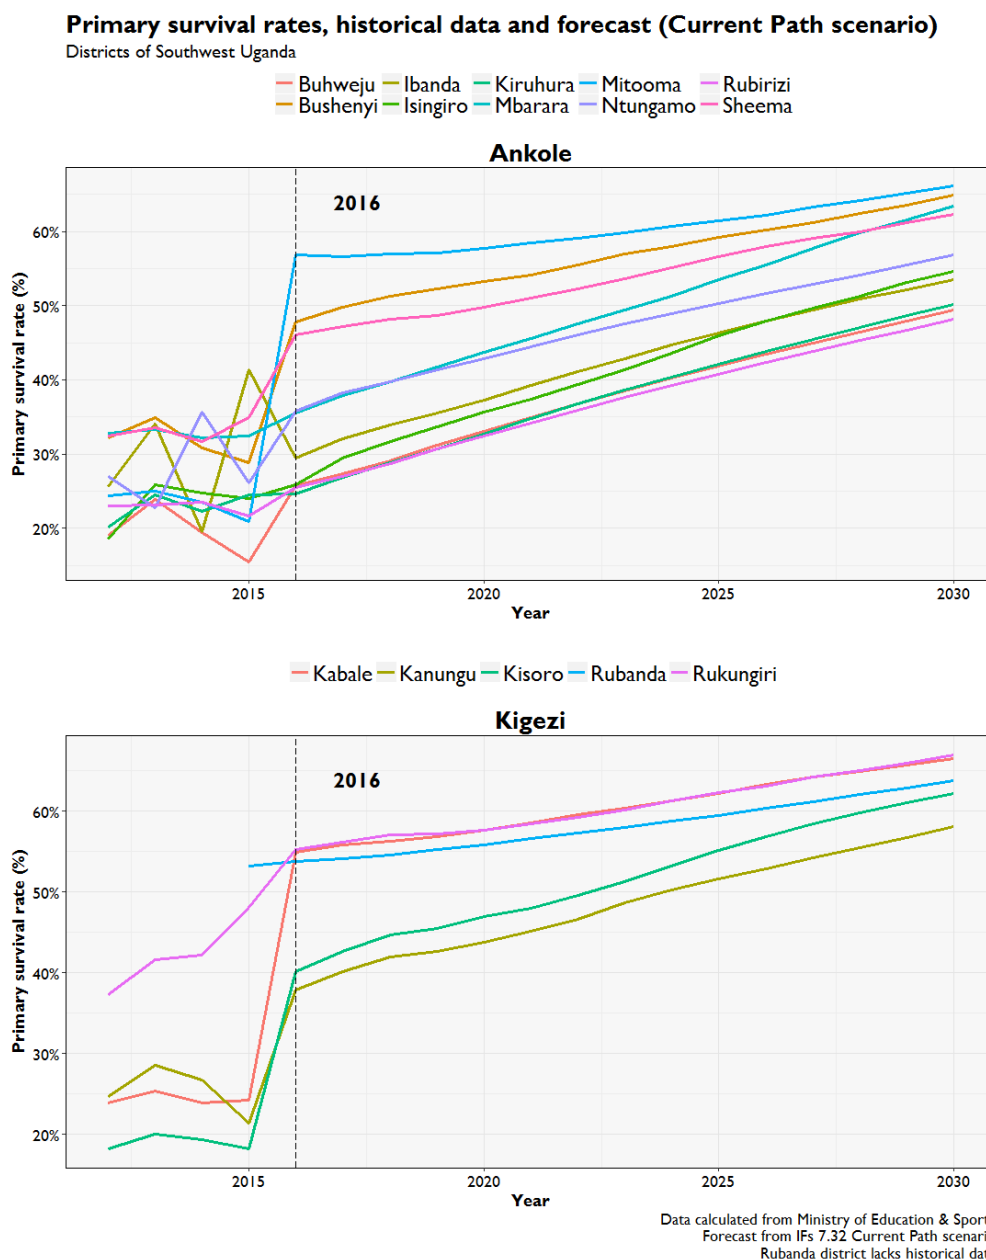 Primary survival rates, historical data and forecast (Current Path scenario)
Districts of Southwest Uganda
Buhweju Ibanda Kiruhura Mitooma Rubirizi
Bushenyi Isingiro Mbarara Ntungamo Sheema
Ankole
2016
60%
50%
40%
30%
20%
Primary survival rate (%)
2015 2020 2025 2030
Year
Kabale Kanungu Kisoro Rubanda Rukungiri
Kigezi
2016
60%
50%
40%
30%
20%
Primary survival rate (%)
2015 2020 2025 2030
Year
Data calculated from Ministry of Education & Sport
Forecast from IFs 7.32 Current Path scenari
Rubanda district lacks historical dat